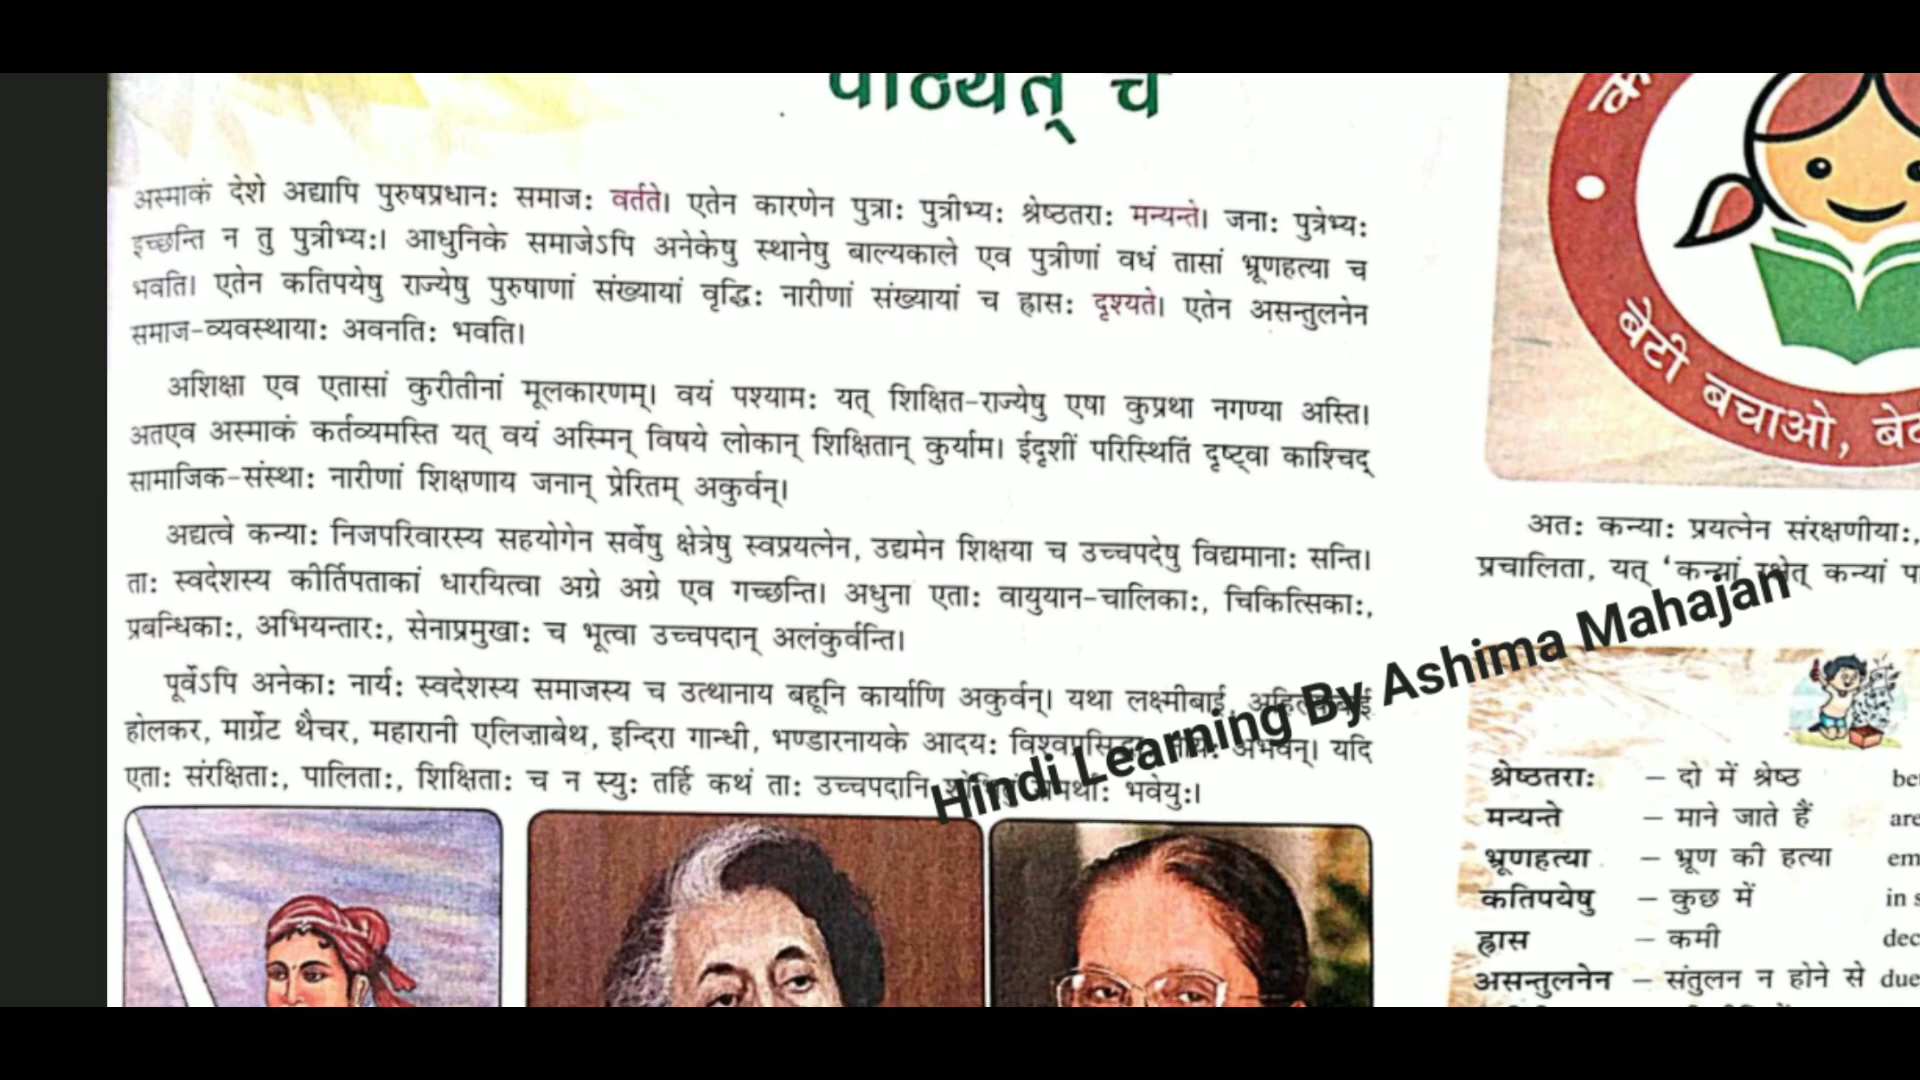 पाठ्येत् च
अस्माकं देशे अद्यापि पुरुषप्रधानः समाजः वर्तते। एतेन कारणेन पुत्राः पुत्रीभ्यः श्रेष्ठतराः मन्यन्ते। जनाः पुत्रेभ्यः
इच्छन्ति न तु पुत्रीभ्यः। आधुनिके समाजेऽपि अनेकेषु स्थानेषु बाल्यकाले एव पुत्रीणां वधं तासां भ्रूणहत्या च
भवति। एतेन कतिपयेषु राज्येषु पुरुषाणां संख्यायां वृद्धिः नारीणां संख्यायां च ह्रासः दृश्यते। एतेन असन्तुलनेन
समाज-व्यवस्थायाः अवनतिः भवति।
अशिक्षा एव एतासां कुरीतीनां मूलकारणम्। वयं पश्यामः यत् शिक्षित-राज्येषु एषा कुप्रथा नगण्या अस्ति।
अतएव अस्माकं कर्तव्यमस्ति यत् वयं अस्मिन् विषये लोकान् शिक्षितान् कुर्याम। ईदृशीं परिस्थितिं दृष्ट्वा काश्चिद्
सामाजिक-संस्थाः नारीणां शिक्षणाय जनान् प्रेरितम् अकुर्वन्।
अद्यत्वे कन्याः निजपरिवारस्य सहयोगेन सर्वेषु क्षेत्रेषु स्वप्रयत्नेन, उद्यमेन शिक्षया च उच्चपदेषु विद्यमानाः सन्ति।
ताः स्वदेशस्य कीर्तिपताकां धारयित्वा अग्रे अग्रे एव गच्छन्ति। अधुना एताः वायुयान-चालिकाः, चिकित्सिकाः,
प्रबन्धिकाः, अभियन्तारः, सेनाप्रमुखाः च भूत्वा उच्चपदान् अलंकुर्वन्ति।
पूर्वेऽपि अनेकाः नार्यः स्वदेशस्य समाजस्य च उत्थानाय बहूनि कार्याणि अकुर्वन्। यथा लक्ष्मीबाई,
होलकर, मार्ग्रेट थैचर, महारानी एलिज़ाबेथ, इन्दिरा गान्धी, भण्डारनायके आदयः अभवन्। यदि
एताः संरक्षिताः, पालिताः, शिक्षिताः च न स्युः तर्हि कथं ताः उच्चपदानि भवेयुः।
Hindi Learning By Ashima Mahajan
बेटी बचाओ,
अतः कन्याः प्रयत्नेन संरक्षणीयाः,
प्रचालिता, यत् 'कन्यां कन्यां
श्रेष्ठतराः – दो में श्रेष्ठ
मन्यन्ते – माने जाते हैं
भ्रूणहत्या – भ्रूण की हत्या
कतिपयेषु – कुछ में
ह्रास – कमी
असन्तुलनेन – संतुलन न होने से due